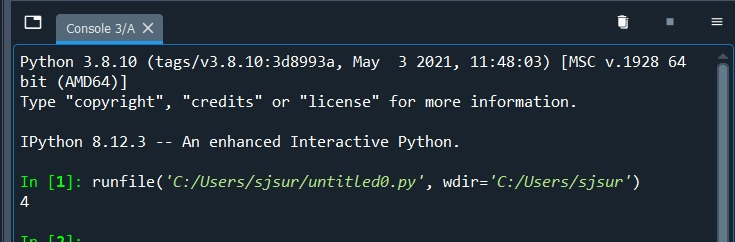 Console 3/A
Python 3.8.10 (tags/v3.8.10:3d8993a, May  3 2021, 11:48:03) [MSC v.1928 64
bit (AMD64)]
Type "copyright", "credits" or "license" for more information.
IPython 8.12.3 -- An enhanced Interactive Python.
In [1]: runfile('C:/Users/sjsur/untitled0.py', wdir='C:/Users/sjsur')
4
In [2]: